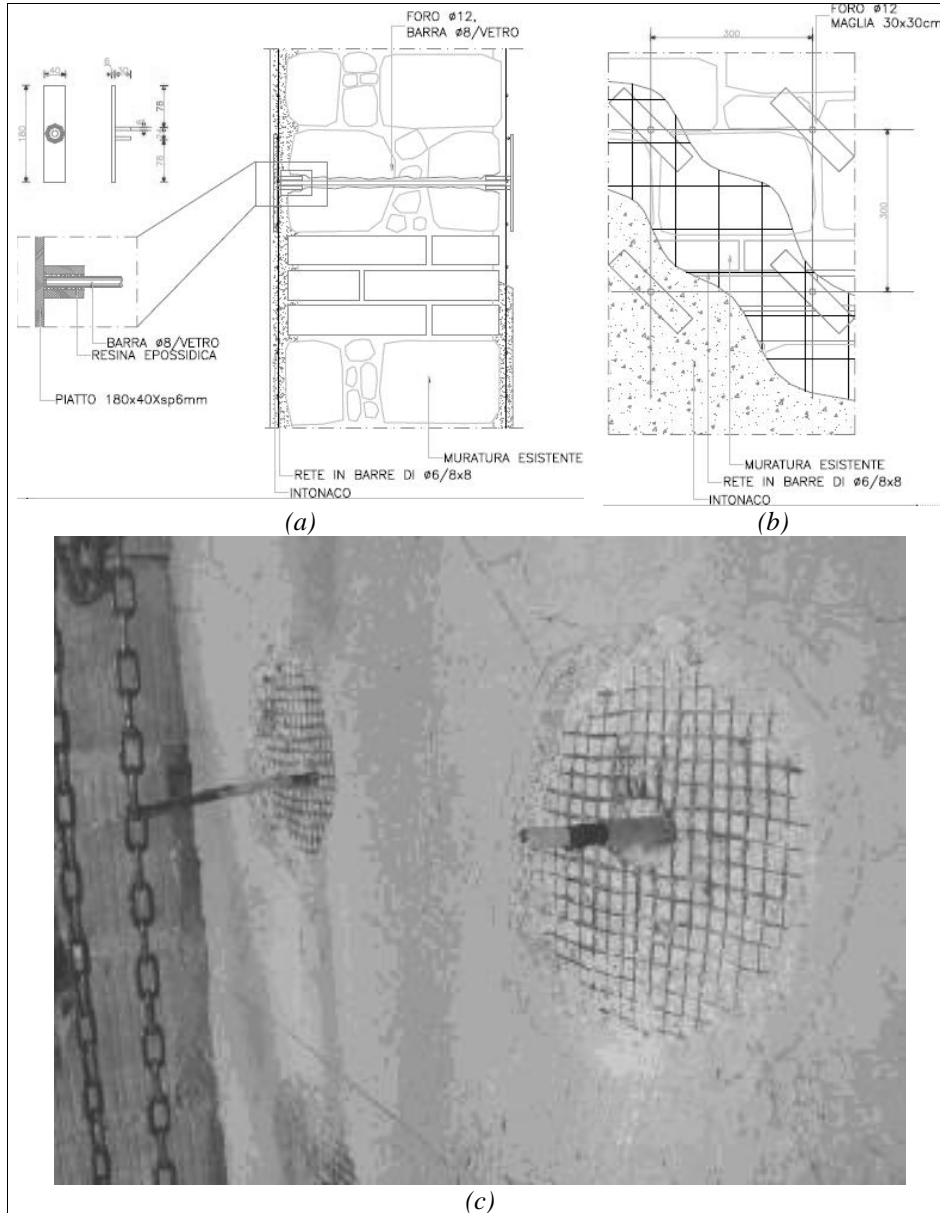 FORO ø12,
BARRA ø8/VETRO
40
6
30
180
78
78
BARRA ø8/VETRO
RESINA EPOSSIDICA
PIATTO 180x40Xsp6mm
MURATURA ESISTENTE
RETE IN BARRE DI ø6/8x8
INTONACO
(a)
FORO ø12
MAGLIA 30x30cm
300
300
MURATURA ESISTENTE
RETE IN BARRE DI ø6/8x8
INTONACO
(b)
(c)